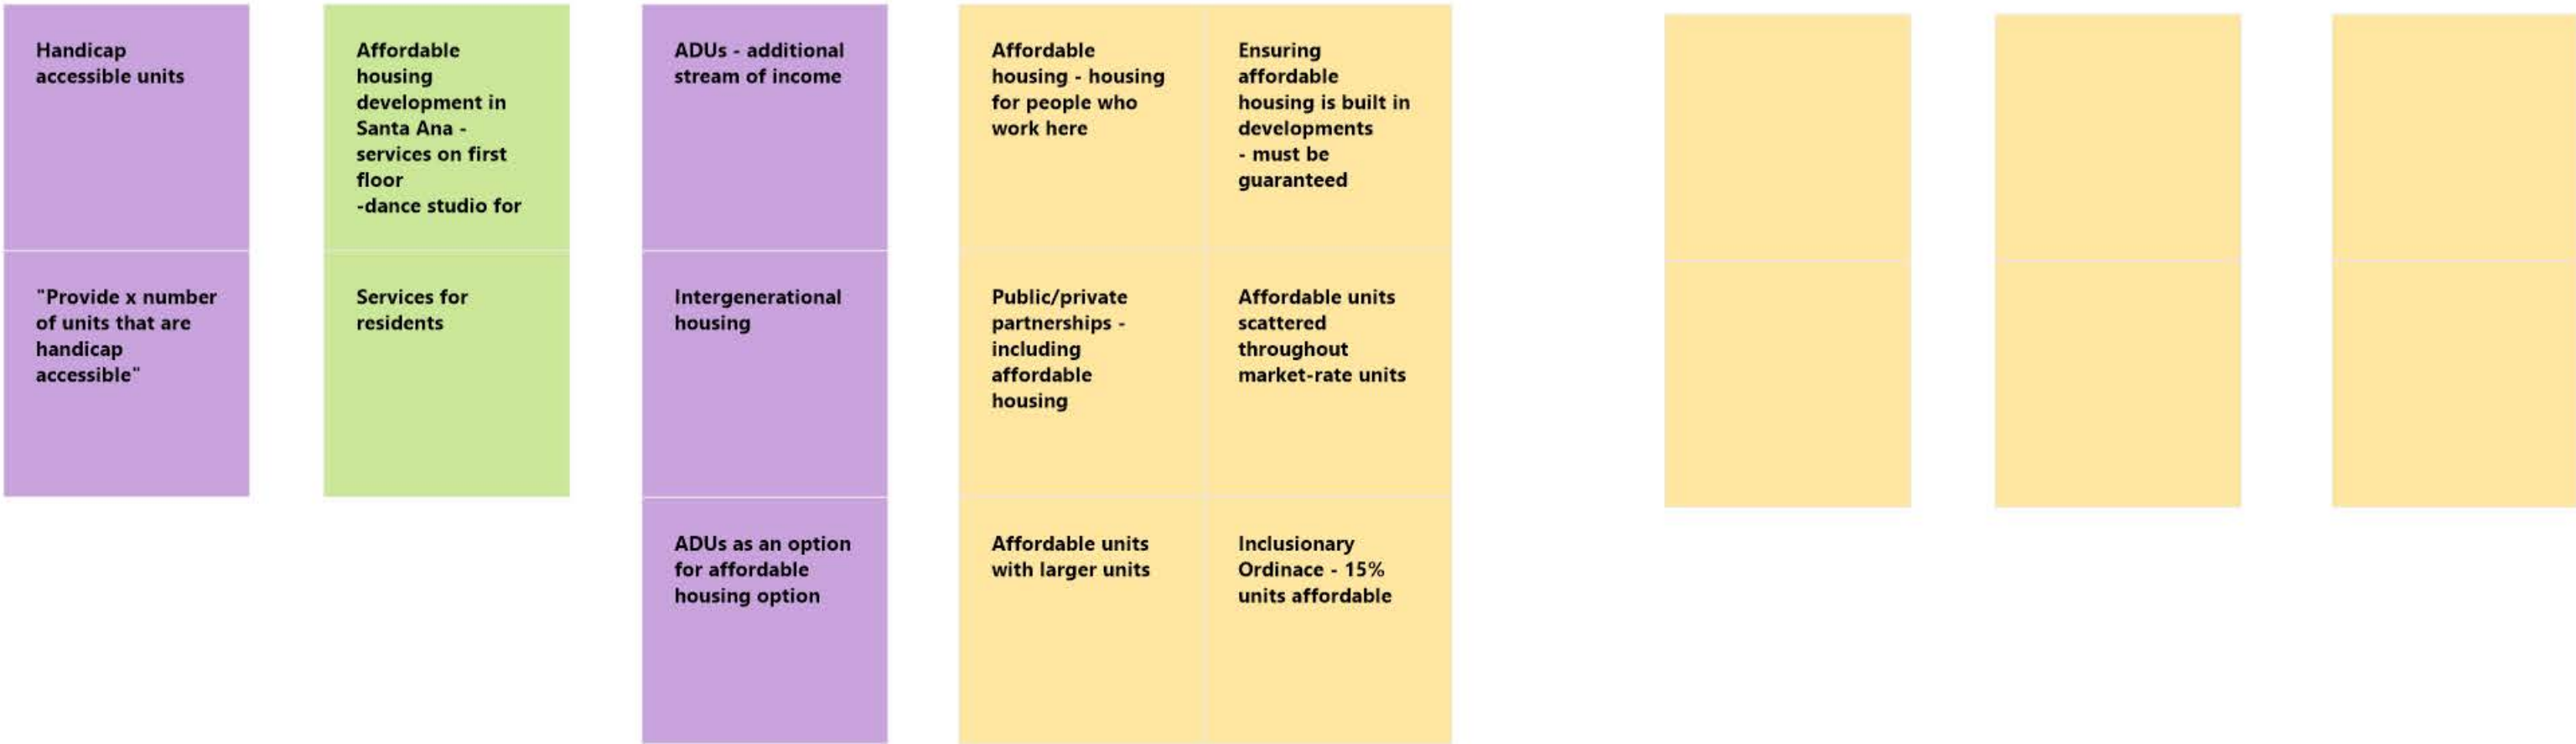 Handicap
accessible units
"Provide x number
of units that are
handicap
accessible"
Affordable
housing
development in
Santa Ana -
services on first
floor
-dance studio for
Services for
residents
ADUs - additional
stream of income
Intergenerational
housing
ADUs as an option
for affordable
housing option
Affordable
housing - housing
for people who
work here
Public/private
partnerships -
including
affordable
housing
Affordable units
with larger units
Ensuring
affordable
housing is built in
developments
- must be
guaranteed
Affordable units
scattered
throughout
market-rate units
Inclusionary
Ordinace - 15%
units affordable